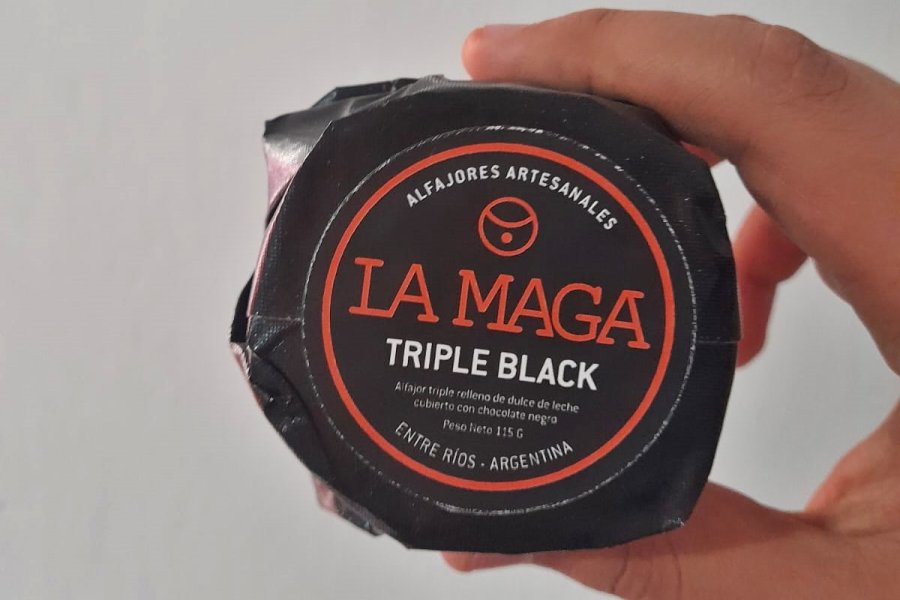 ALFAJORES ARTESANALES
LA MAGA
TRIPLE BLACK
Alfajor triple relleno de dulce de leche
cubierto con chocolate negro
Peso Neto 115 G
ENTRE RÍOS - ARGENTINA